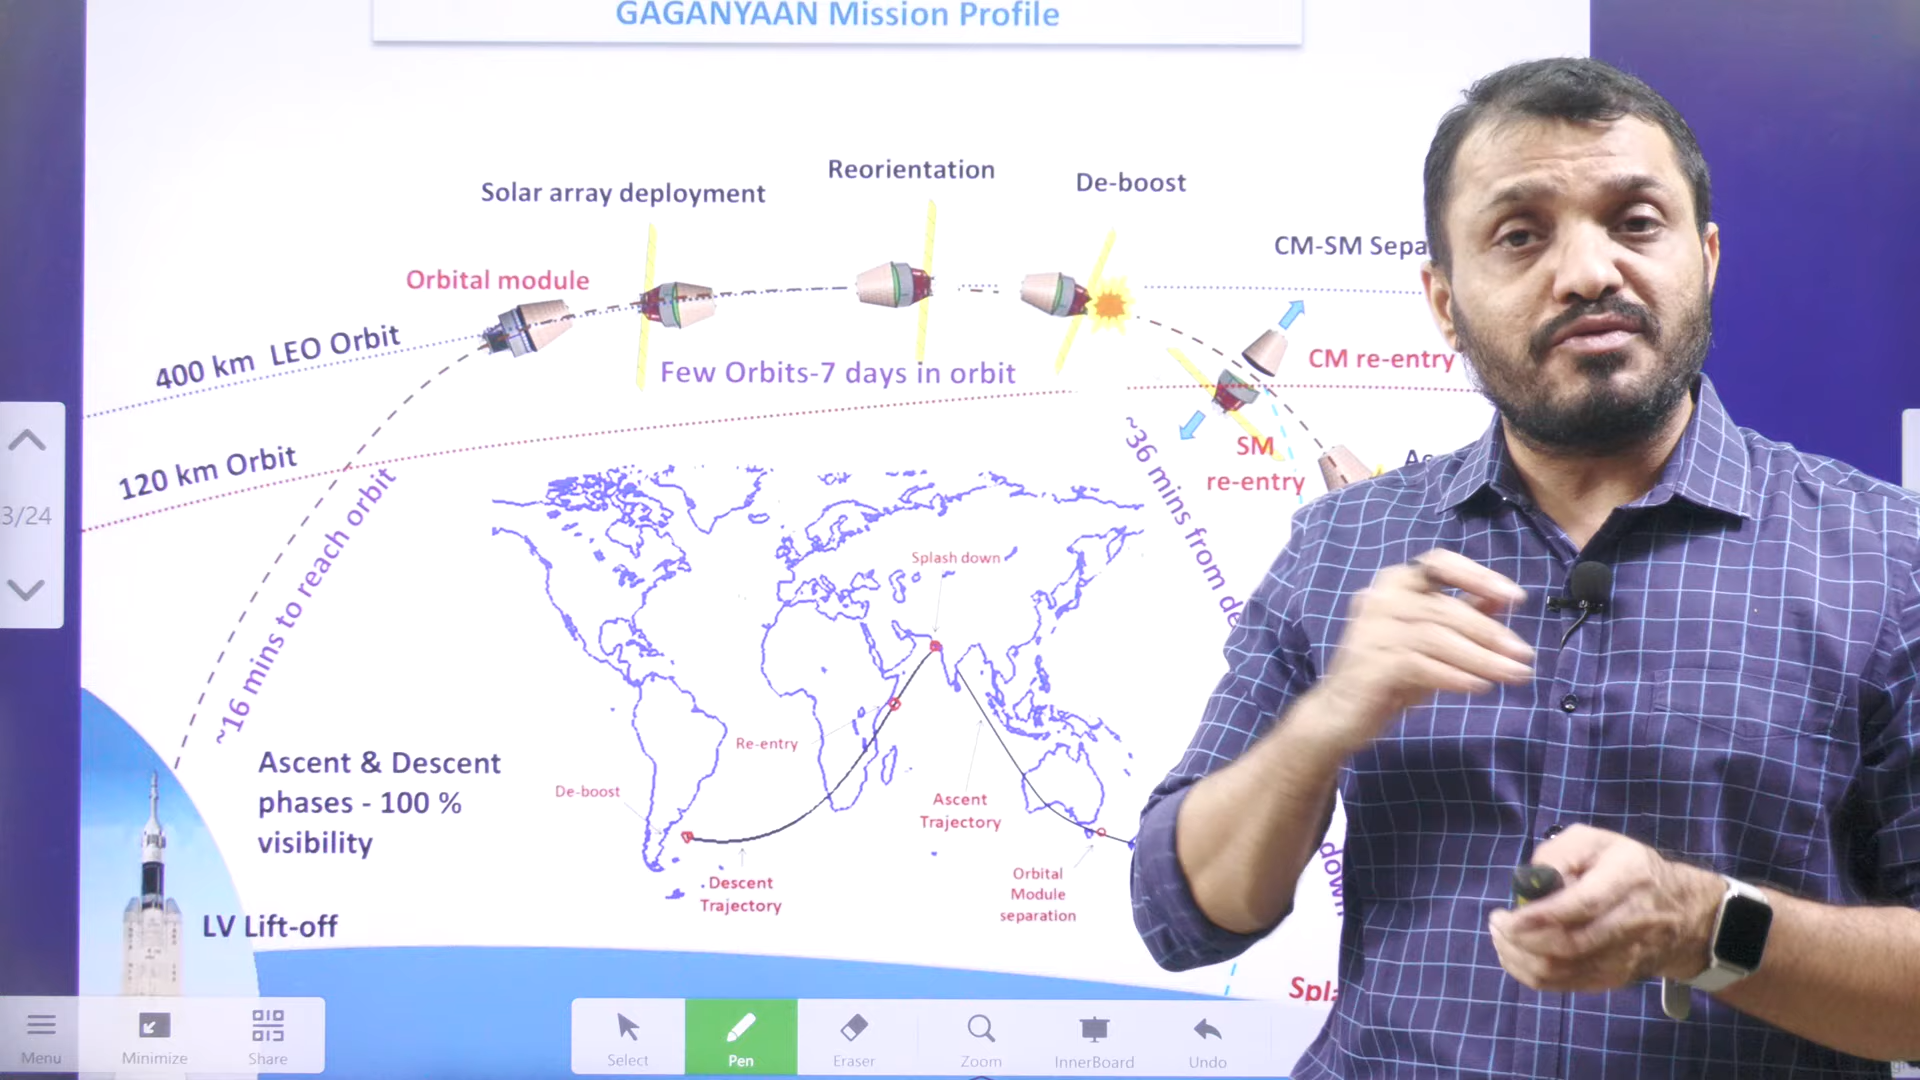 GAGANYAAN Mission Profile
Reorientation
Solar array deployment
De-boost
CM-SM
Orbital module
400 km LEO Orbit
CM re-entry
Few Orbits-7 days in orbit
120 km Orbit
SM
re-entry
~36 mins from
~16 mins to reach orbit
3/24
Splash down
Re-entry
De-boost
Ascent
Trajectory
Descent
Trajectory
Orbital
Module
separation
Ascent & Descent
phases - 100 %
visibility
down
LV Lift-off
Menu
Minimize
Share
Select
Pen
Eraser
Zoom
InnerBoard
Undo